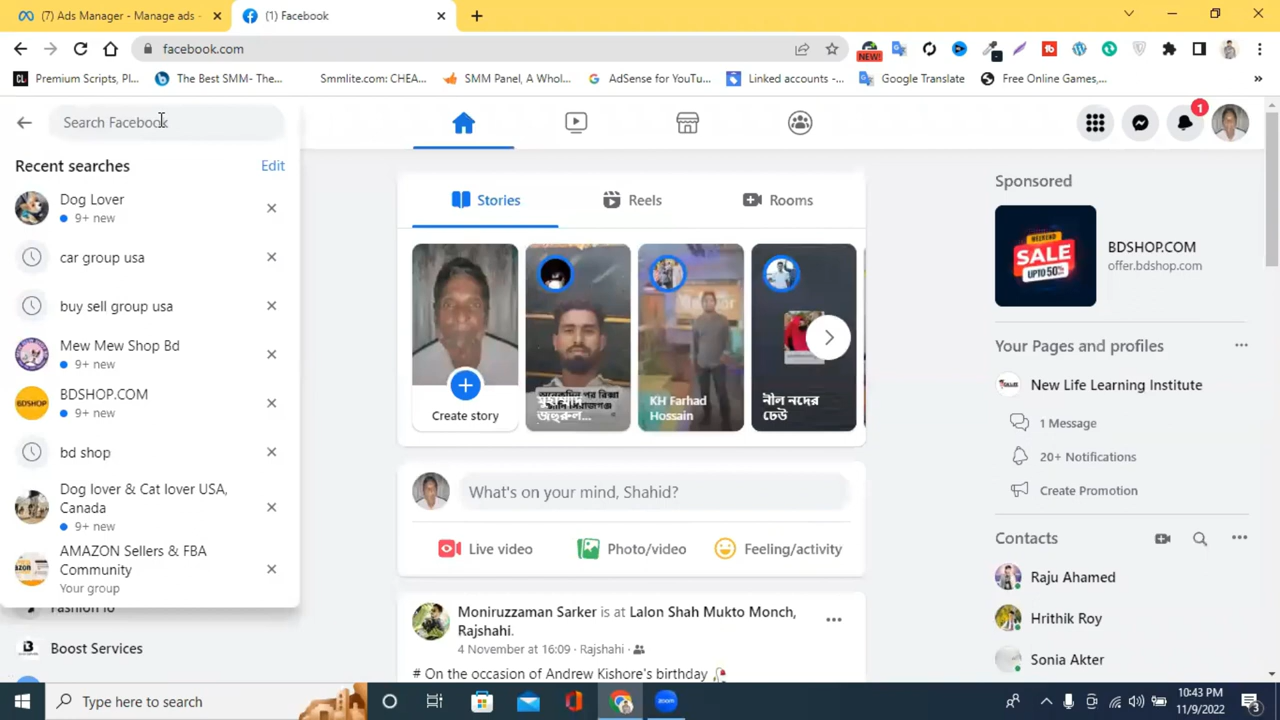 (7) Ads Manager - Manage ads -
(1) Facebook
facebook.com
NEW!
Premium Scripts, Pl...
The Best SMM- The...
Smmlite.com: CHEA...
SMM Panel, A Whol...
AdSense for YouTu...
Linked accounts -...
Google Translate
Free Online Games,...
Search Facebook
Recent searches
Edit
Dog Lover
9+ new
car group usa
buy sell group usa
Mew Mew Shop Bd
9+ new
BDSHOP
BDSHOP.COM
9+ new
bd shop
Dog lover & Cat lover USA,
Canada
9+ new
AMAZON Sellers & FBA
Community
Your group
Boost Services
Stories
Reels
Rooms
Create story
KH Farhad
Hossain
নীল নদের
ঢেউ
What's on your mind, Shahid?
Live video
Photo/video
Feeling/activity
Moniruzzaman Sarker is at Lalon Shah Mukto Monch,
Rajshahi.
4 November at 16:09 · Rajshahi ·
# On the occasion of Andrew Kishore's birthday
1
Sponsored
WEEKEND
SALE
UPTO 50%
BDSHOP.COM
offer.bdshop.com
Your Pages and profiles
New Life Learning Institute
1 Message
20+ Notifications
Create Promotion
Contacts
Raju Ahamed
Hrithik Roy
Sonia Akter
Type here to search
zoom
10:43 PM
11/9/2022
3